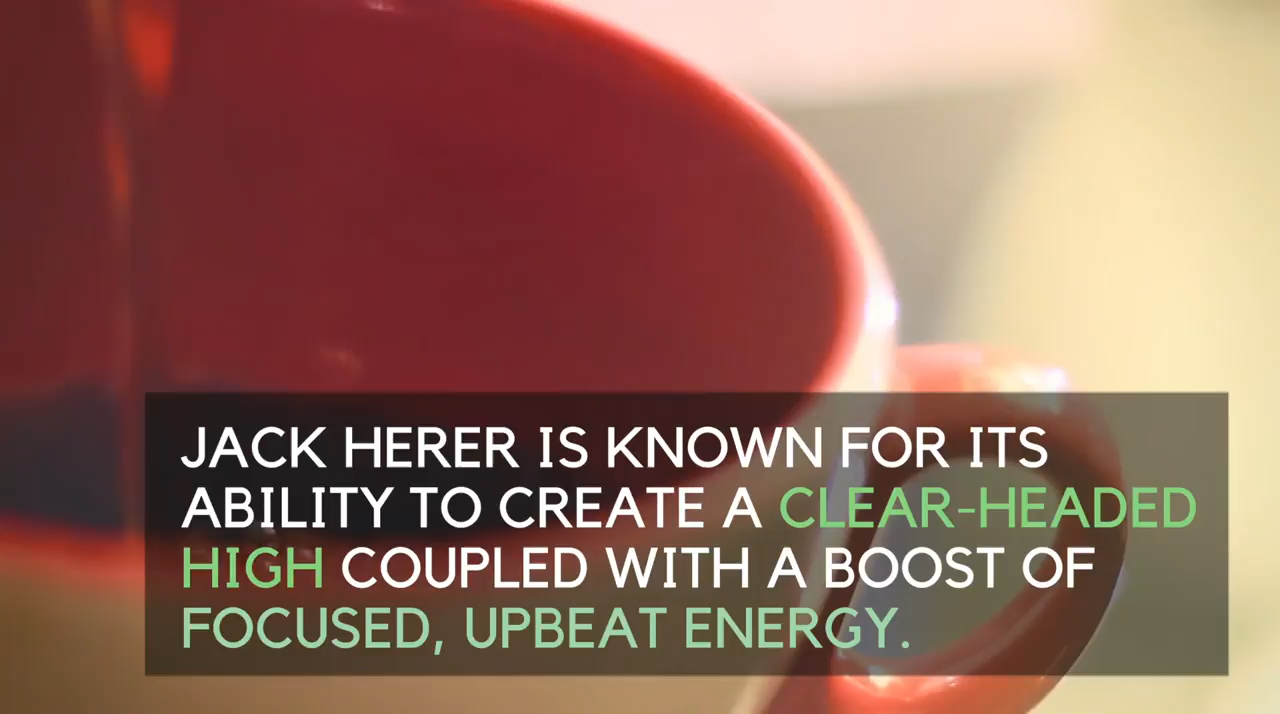 JACK HERER IS KNOWN FOR ITS
ABILITY TO CREATE A CLEAR-HEADED
HIGH COUPLED WITH A BOOST OF
FOCUSED, UPBEAT ENERGY.